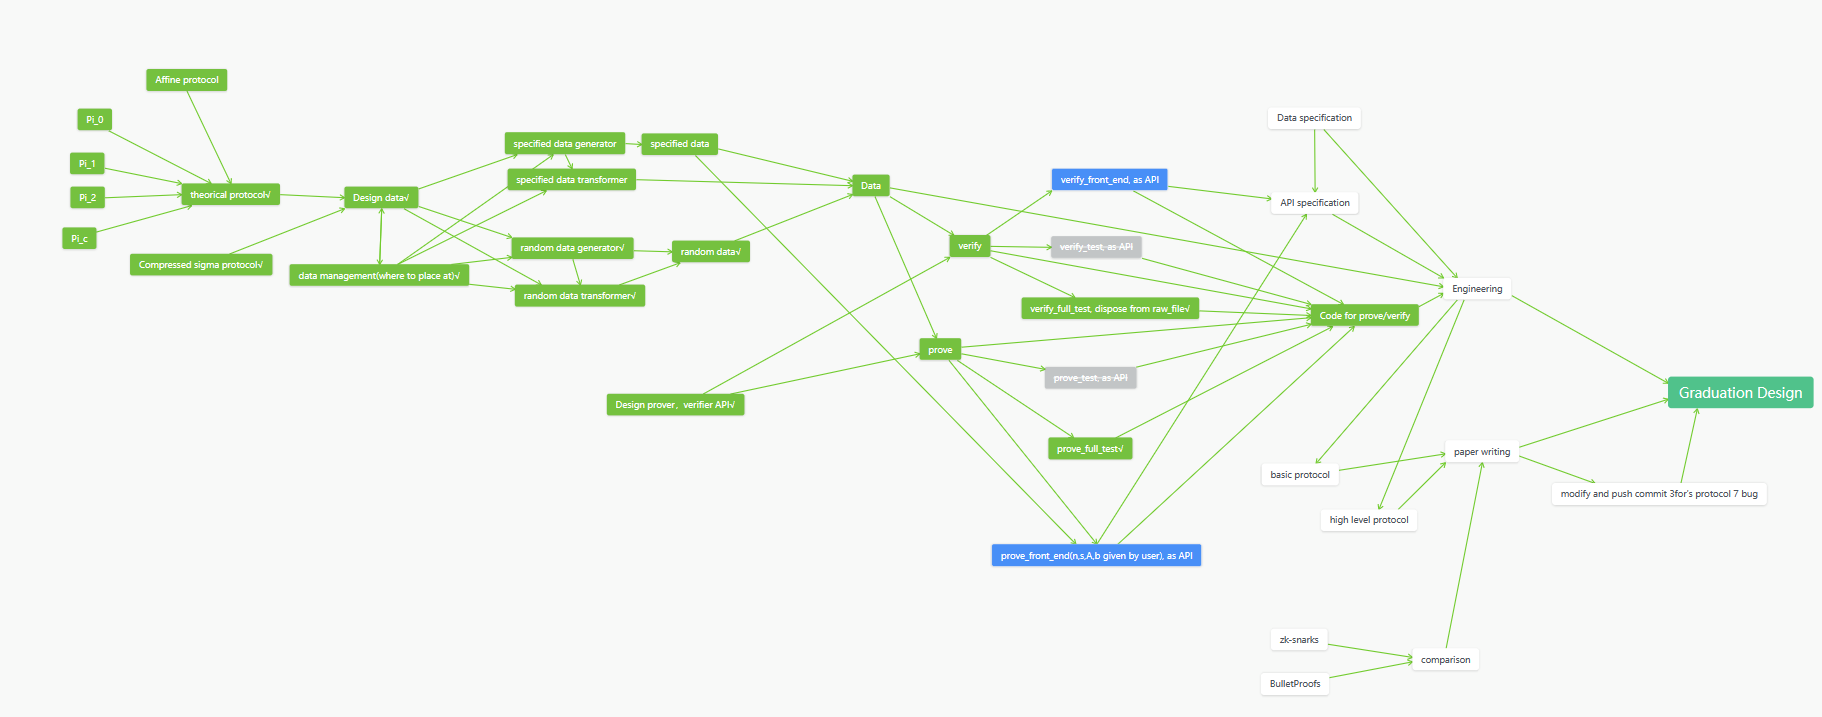 Affine protocol
Pi_0
Pi_1
Pi_2
Pi_c
theorical protocol√
Compressed sigma protocol√
Design data√
data management(where to place at)√
specified data generator
specified data transformer
random data generator√
random data transformer√
specified data
random data√
Data
Design prover, verifier API√
verify
prove
verify_front_end, as API
verify_test, as API
verify_full_test, dispose from raw_file√
prove_test, as API
prove_full_test√
prove_front_end(n,s,A,b given by user), as API
Data specification
API specification
Code for prove/verify
Engineering
basic protocol
high level protocol
paper writing
modify and push commit 3for's protocol 7 bug
Graduation Design
zk-snarks
BulletProofs
comparison